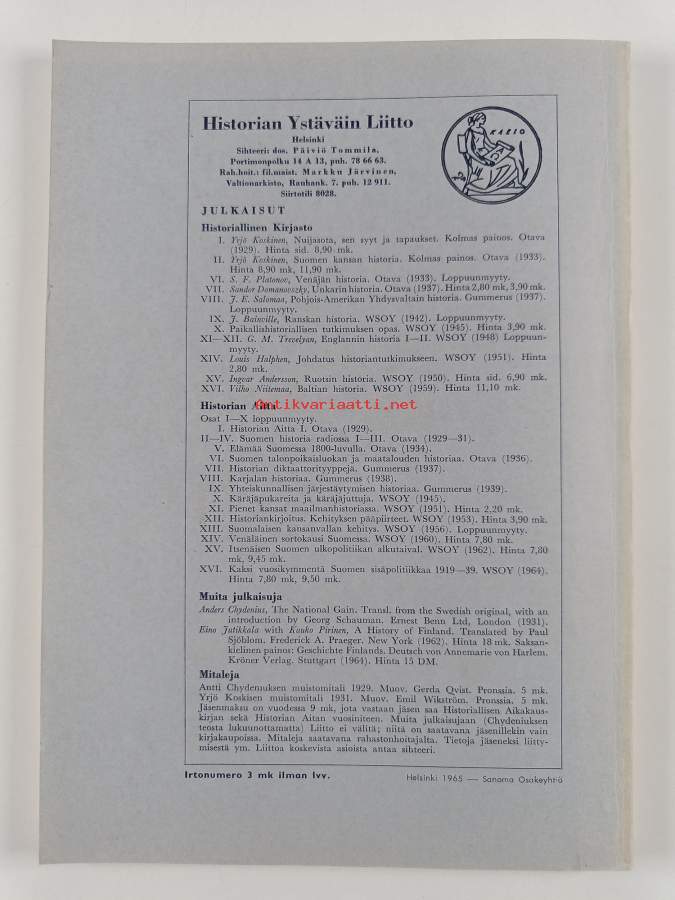 Historian Ystäväin Liitto
Helsinki
Sihteeri: dos. Päiviö Tommila,
Portimonpolku 14 A 13, puh. 78 66 63.
Rah.hoit.: fil.maist. Markku Järvinen,
Valtionarkisto, Rauhank. 7. puh. 12 911.
Siirtotili 8028.
KLEIO
JULKAISUT
Historiallinen Kirjasto
I. Yrjö Koskinen, Nuijasota, sen syyt ja tapaukset. Kolmas painos. Otava
(1929). Hinta sid. 8,90 mk.
II. Yrjö Koskinen, Suomen kansan historia. Kolmas painos. Otava (1933).
Hinta 8,90 mk, 11,90 mk.
VI. S. F. Platonov, Venäjän historia. Otava (1933). Loppuunmyyty.
VII. Sandor Domanovszky, Unkarin historia. Otava (1937). Hinta 2,80 mk, 3,90 mk.
VIII. J. E. Salomaa, Pohjois-Amerikan Yhdysvaltain historia. Gummerus (1937).
Loppuunmyyty.
IX. J. Bainville, Ranskan historia. WSOY (1942). Loppuunmyyty.
X. Paikallishistoriallisen tutkimuksen opas. WSOY (1945). Hinta 3,90 mk.
XI—XII. G. M. Trevelyan, Englannin historia I—II. WSOY (1948) Loppuun-
myyty.
XIV. Louis Halphen, Johdatus historiantutkimukseen. WSOY (1951). Hinta
2,80 mk.
XV. Ingvar Andersson, Ruotsin historia. WSOY (1950). Hinta sid. 6,90 mk.
XVI. Vilho Niitemaa, Baltian historia. WSOY (1959). Hinta 11,10 mk.
Historian Aitta
Antikvariaatti.net
Osat I—X loppuunmyyty.
I. Historian Aitta I. Otava (1929).
II—IV. Suomen historia radiossa I—III. Otava (1929—31).
V. Elämää Suomessa 1800-luvulla. Otava (1934).
VI. Suomen talonpoikaisluokan ja maatalouden historiaa. Otava (1936).
VII. Historian diktaattorityyppejä. Gummerus (1937).
VIII. Karjalan historiaa. Gummerus (1938).
IX. Yhteiskunnallisen järjestäytymisen historiaa. Gummerus (1939).
X. Käräjäpukareita ja käräjäjuttuja. WSOY (1945).
XI. Pienet kansat maailmanhistoriassa. WSOY (1951). Hinta 2,20 mk.
XII. Historiankirjoitus. Kehityksen pääpiirteet. WSOY (1953). Hinta 3,90 mk.
XIII. Suomalaisen kansanvallan kehitys. WSOY (1956). Loppuunmyyty.
XIV. Venäläinen sortokausi Suomessa. WSOY (1960). Hinta 7,80 mk.
XV. Itsenäisen Suomen ulkopolitiikan alkutaival. WSOY (1962). Hinta 7,80
mk, 9,45 mk.
XVI. Kaksi vuosikymmentä Suomen sisäpolitiikkaa 1919—39. WSOY (1964).
Hinta 7,80 mk, 9,50 mk.
Muita julkaisuja
Anders Chydenius, The National Gain. Transl. from the Swedish original, with an
introduction by Georg Schauman. Ernest Benn Ltd, London (1931).
Eino Jutikkala with Kauko Pirinen, A History of Finland. Translated by Paul
Sjöblom. Frederick A. Praeger. New York (1962). Hinta 18 mk. Saksan-
kielinen painos: Geschichte Finlands. Deutsch von Annemarie von Harlem.
Kröner Verlag. Stuttgart (1964). Hinta 15 DM.
Mitaleja
Antti Chydeniuksen muistomitali 1929. Muov. Gerda Qvist. Pronssia. 5 mk.
Yrjö Koskisen muistomitali 1931. Muov. Emil Wikström. Pronssia. 5 mk.
Jäsenmaksu on vuodessa 9 mk, jota vastaan jäsen saa Historiallisen Aikakaus-
kirjan sekä Historian Aitan vuosiniteen. Muita julkaisujaan (Chydeniuksen
teosta lukuunottamatta) Liitto ei välitä; niitä on saatavana jäsenillekin vain
kirjakaupoissa. Mitaleja saatavana rahastonhoitajalta. Tietoja jäseneksi liitty-
misestä ym. Liittoa koskevista asioista antaa sihteeri.
Irtonumero 3 mk ilman lvv.
Helsinki 1965 — Sanoma Osakeyhtiö